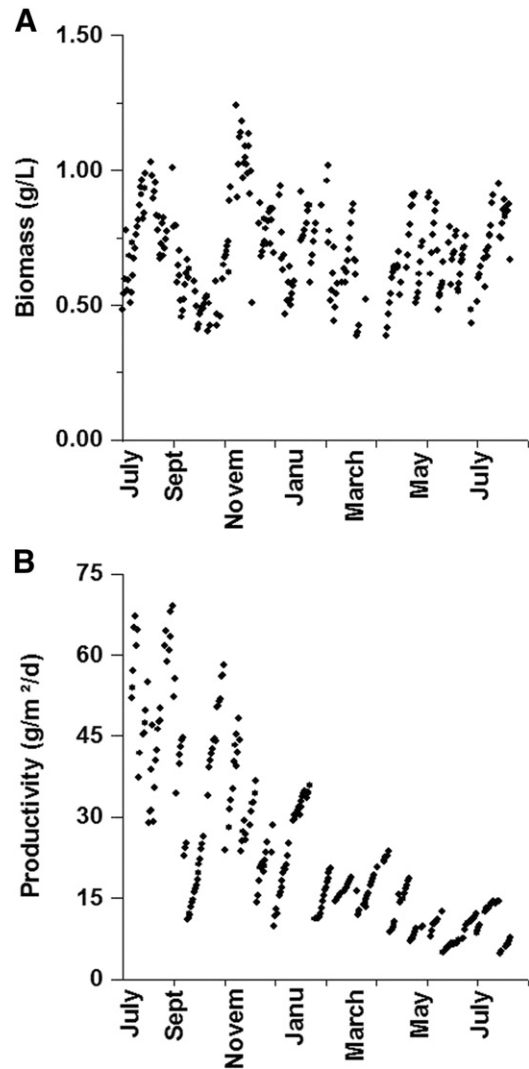 A
1.50
1.00
0.50
0.00
Biomass (g/L)
July
Sept
Novem
Janu
March
May
July
B
75
60
45
30
15
0
Productivity (g/m²/d)
July
Sept
Novem
Janu
March
May
July